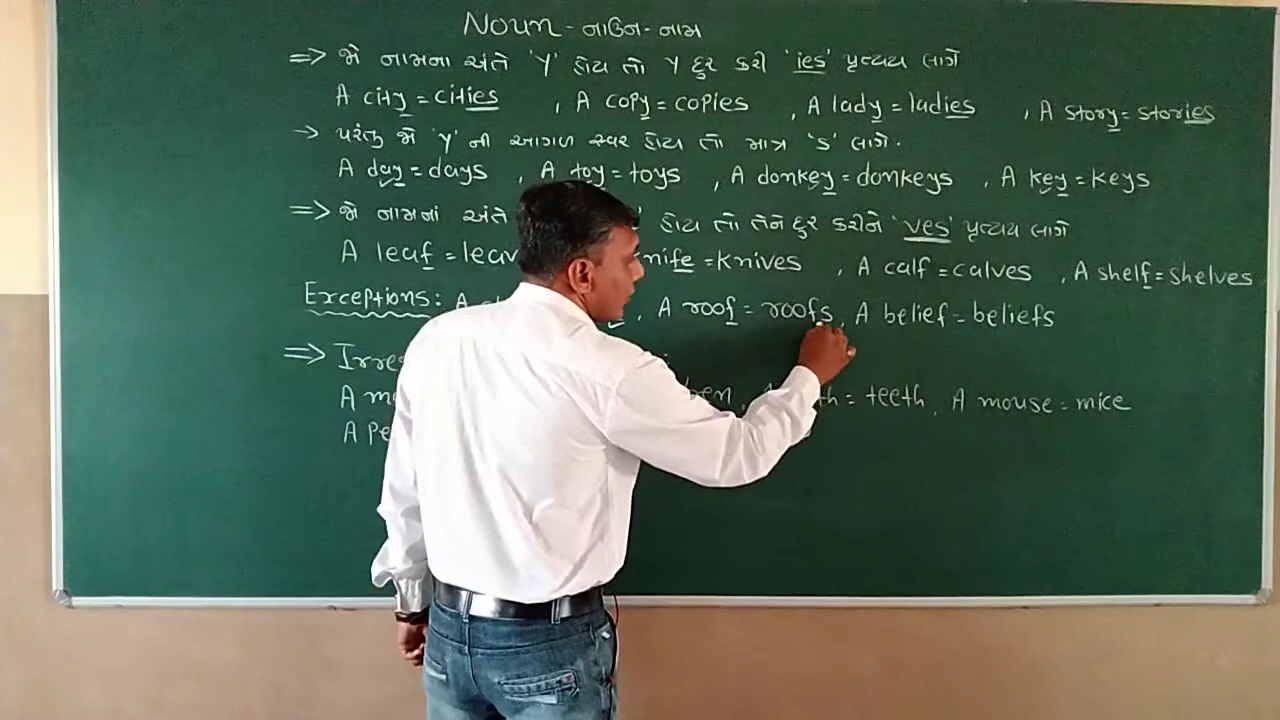 Noun - નાઉન - નામ
=> જે નામના અંતે 'Y' હોય તો Y દુર કરી 'ies' પ્રત્યય લાગે
A city = cities , A copy = copies , A lady = ladies , A story = stories
-> પરંતુ જે 'Y' ની આગળ સ્વર હોય તો માત્ર 's' લાગે.
A day = days , A toy = toys , A donkey = donkeys , A key = keys
=> જે નામનાં અંતે હોય તો તેને દુર કરીને 'ves' પ્રત્યય લાગે
A leaf = = knives , A calf = calves , A shelf = shelves
Exceptions: A , A roof = roofs , A belief = beliefs
=>
A = teeth , A mouse = mice
A